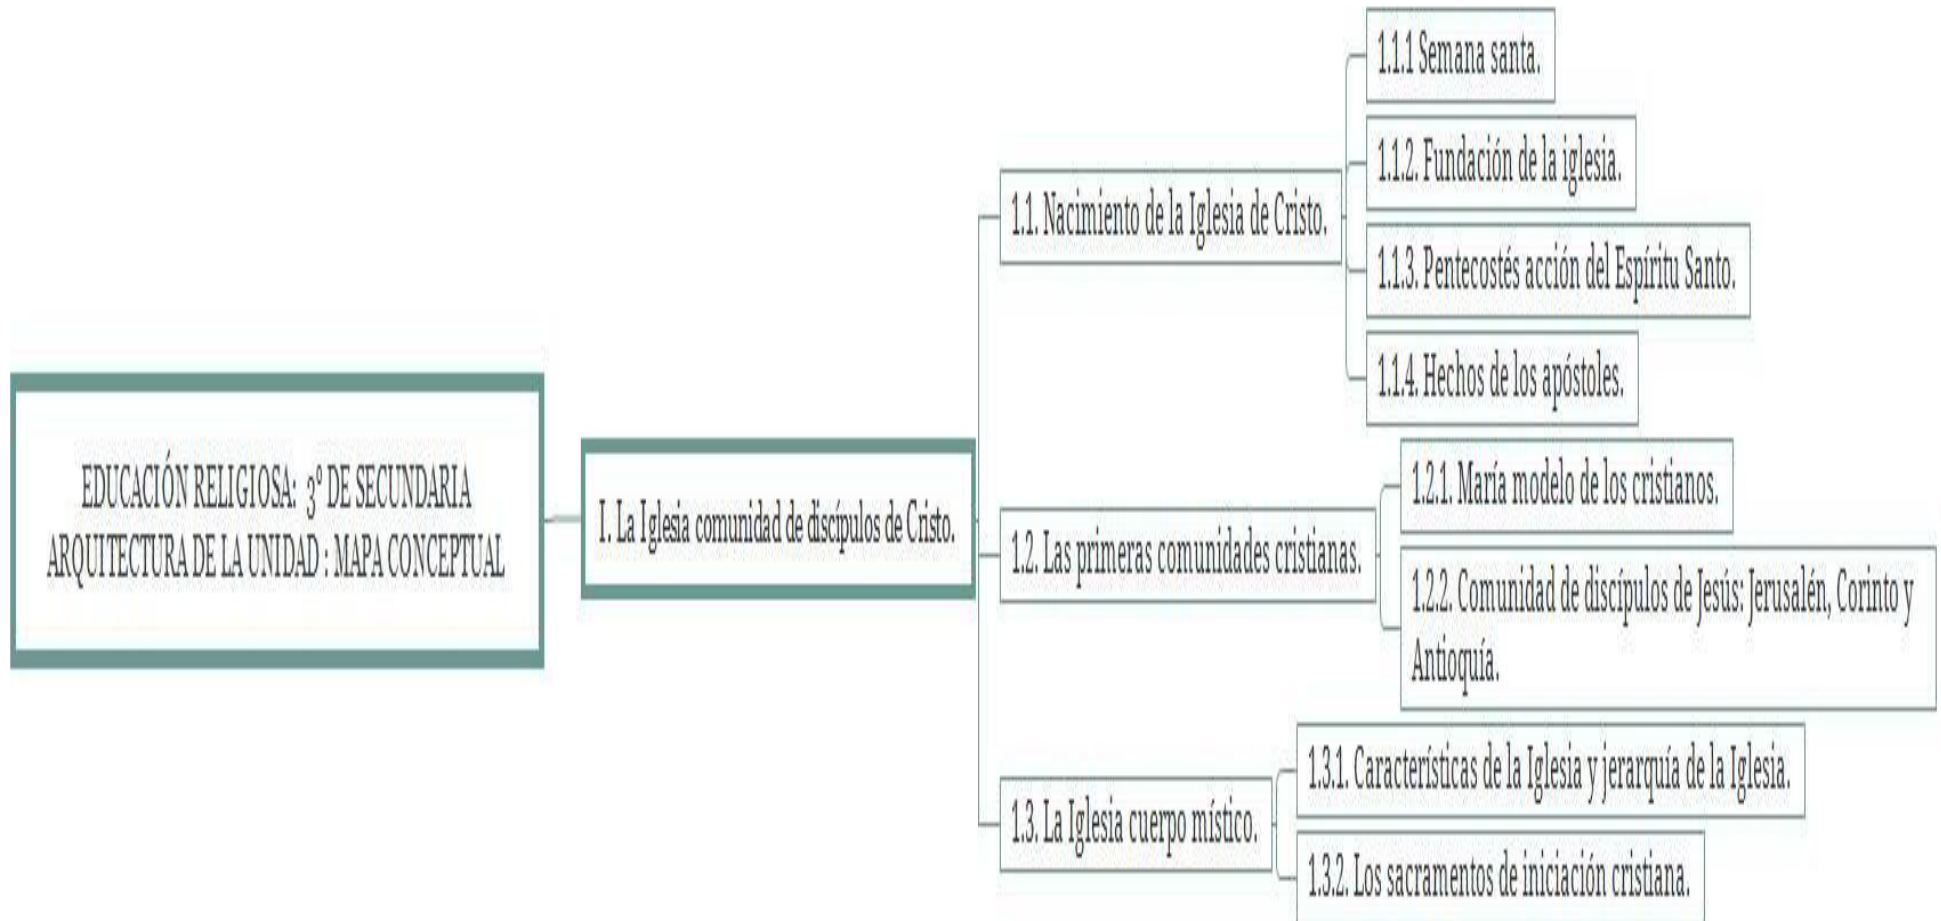 EDUCACIÓN RELIGIOSA: 3º DE SECUNDARIA
ARQUITECTURA DE LA UNIDAD : MAPA CONCEPTUAL
I. La Iglesia comunidad de discípulos de Cristo.
1.1. Nacimiento de la Iglesia de Cristo.
1.1.1 Semana santa.
1.1.2. Fundación de la iglesia.
1.1.3. Pentecostés acción del Espíritu Santo.
1.1.4. Hechos de los apóstoles.
1.2. Las primeras comunidades cristianas.
1.2.1. María modelo de los cristianos.
1.2.2. Comunidad de discípulos de Jesús: Jerusalén, Corinto y
Antioquía.
1.3. La Iglesia cuerpo místico.
1.3.1. Características de la Iglesia y jerarquía de la Iglesia.
1.3.2. Los sacramentos de iniciación cristiana.